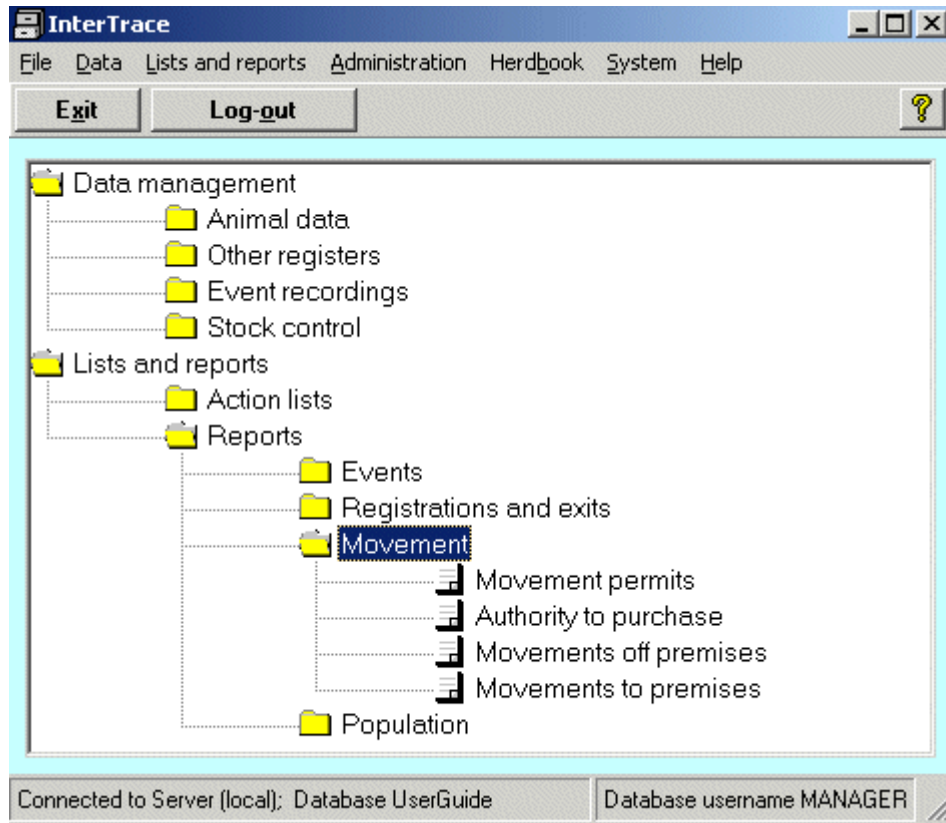 InterTrace
File Data Lists and reports Administration Herdbook System Help
Exit Log-out ?
Data management
Animal data
Other registers
Event recordings
Stock control
Lists and reports
Action lists
Reports
Events
Registrations and exits
Movement
Movement permits
Authority to purchase
Movements off premises
Movements to premises
Population
Connected to Server (local); Database UserGuide Database username MANAGER